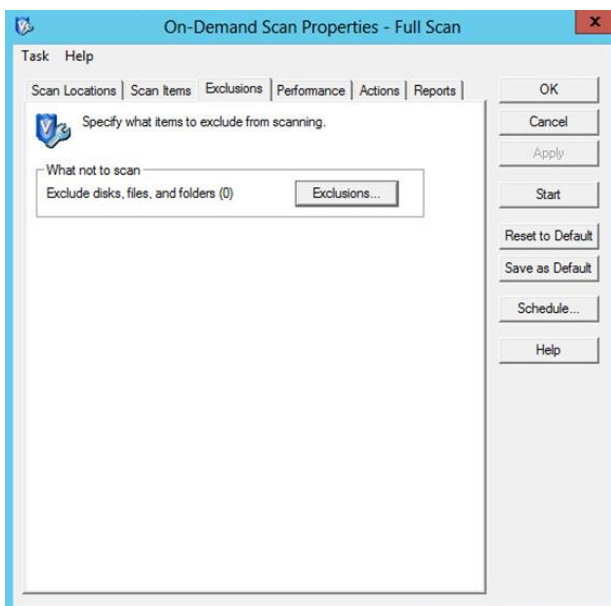 On-Demand Scan Properties - Full Scan
x
Task Help
Scan Locations Scan Items Exclusions Performance Actions Reports
Specify what items to exclude from scanning.
What not to scan
Exclude disks, files, and folders (0) Exclusions...
OK
Cancel
Apply
Start
Reset to Default
Save as Default
Schedule...
Help